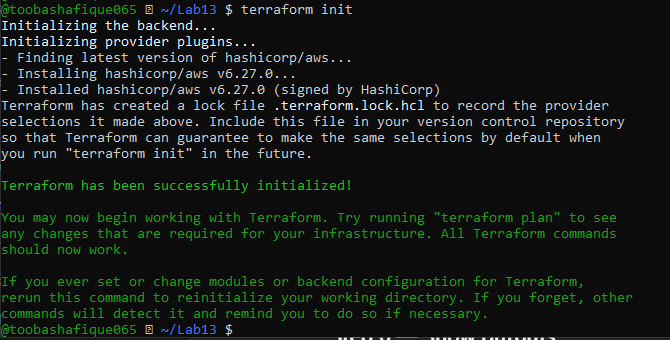 @toobashafique065 ~/Lab13 $ terraform init
Initializing the backend...
Initializing provider plugins...
- Finding latest version of hashicorp/aws...
- Installing hashicorp/aws v6.27.0...
- Installed hashicorp/aws v6.27.0 (signed by HashiCorp)
Terraform has created a lock file .terraform.lock.hcl to record the provider
selections it made above. Include this file in your version control repository
so that Terraform can guarantee to make the same selections by default when
you run "terraform init" in the future.
Terraform has been successfully initialized!
You may now begin working with Terraform. Try running "terraform plan" to see
any changes that are required for your infrastructure. All Terraform commands
should now work.
If you ever set or change modules or backend configuration for Terraform,
rerun this command to reinitialize your working directory. If you forget, other
commands will detect it and remind you to do so if necessary.
@toobashafique065 ~/Lab13 $